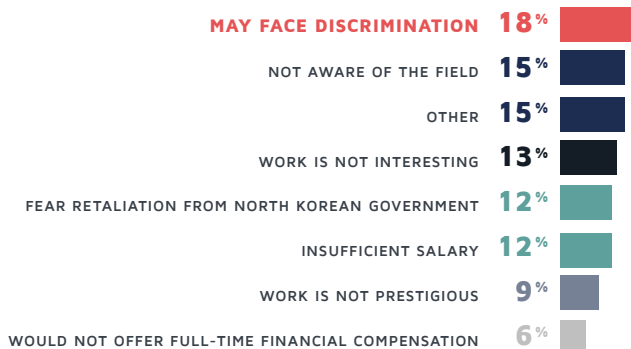 MAY FACE DISCRIMINATION 18%
NOT AWARE OF THE FIELD 15%
OTHER 15%
WORK IS NOT INTERESTING 13%
FEAR RETALIATION FROM NORTH KOREAN GOVERNMENT 12%
INSUFFICIENT SALARY 12%
WORK IS NOT PRESTIGIOUS 9%
WOULD NOT OFFER FULL-TIME FINANCIAL COMPENSATION 6%